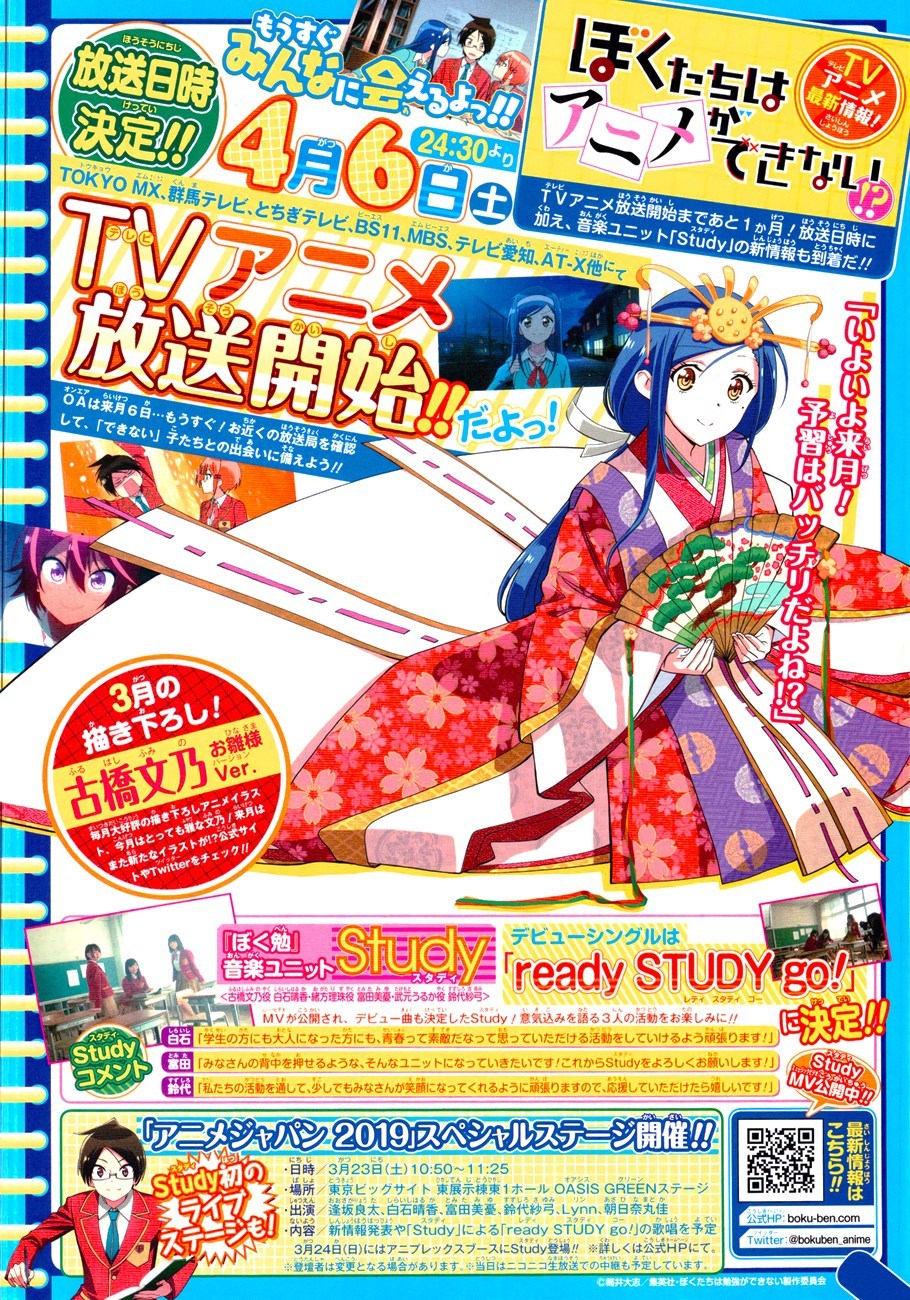 もうすぐ
みんなに会えるよっ!!
放送日時
決定!!
4月6日土
24:30より
ぼくたちは
アニメが
できない!?
TV
アニメ
最新情報!
TVアニメ放送開始まであと1か月!放送日時に
加え、音楽ユニット「Study」の新情報も到着だ!!
TOKYO MX、群馬テレビ、とちぎテレビ、BS11、MBS、テレビ愛知、AT-X他にて
TVアニメ
放送開始!!
だよっ!
OAは来月6日…もうすぐ!お近くの放送局を確認
して、「できない」子たちとの出会いに備えよう!!
「いよいよ来月!
予習はバッチリだよね!?」
3月の
描き下ろし!
古橋文乃
お雛様
Ver.
毎月大好評の描き下ろしアニメイラス
ト、今月はとっても雅な文乃!来月は
また新たなイラストが!?公式サイ
トやTwitterをチェック!!
『ぼく勉』
音楽ユニット
Study
スタディ
<古橋文乃役 白石晴香・緒方理珠役 富田美憂・武元うるか役 鈴代紗弓>
デビューシングルは
「ready STUDY go!」
レディ スタディ ゴー
に決定!!
MVが公開され、デビュー曲も決定したStudy!意気込みを語る3人の活動をお楽しみに!!
Study
コメント
白石 「学生の方にも大人になった方にも、青春って素敵だなって思っていただける活動をしていけるよう頑張ります!」
富田 「みなさんの背中を押せるような、そんなユニットになっていきたいです!これからStudyをよろしくお願いします!」
鈴代 「私たちの活動を通して、少しでもみなさんが笑顔になってくれるように頑張りますので、応援していただけたら嬉しいです!」
Study
MV公開中!!
「アニメジャパン 2019」スペシャルステージ開催!!
・日時/3月23日(土)10:50〜11:25
・場所/東京ビッグサイト 東展示棟東1ホール OASIS GREENステージ
・出演/逢坂良太、白石晴香、富田美憂、鈴代紗弓、Lynn、朝日奈丸佳
・内容/新情報発表や「Study」による「ready STUDY go!」の歌唱を予定
3月24日(日)にはアニプレックスブースにStudy登場!! ※詳しくは公式HPにて。
※登壇者は変更となる場合があります。※当日はニコニコ生放送での中継も予定しています。
Study初の
ライブ
ステージも!
最新情報は
こちら!!
公式HP: boku-ben.com
Twitter: @bokuben_anime
©筒井大志/集英社・ぼくたちは勉強ができない製作委員会